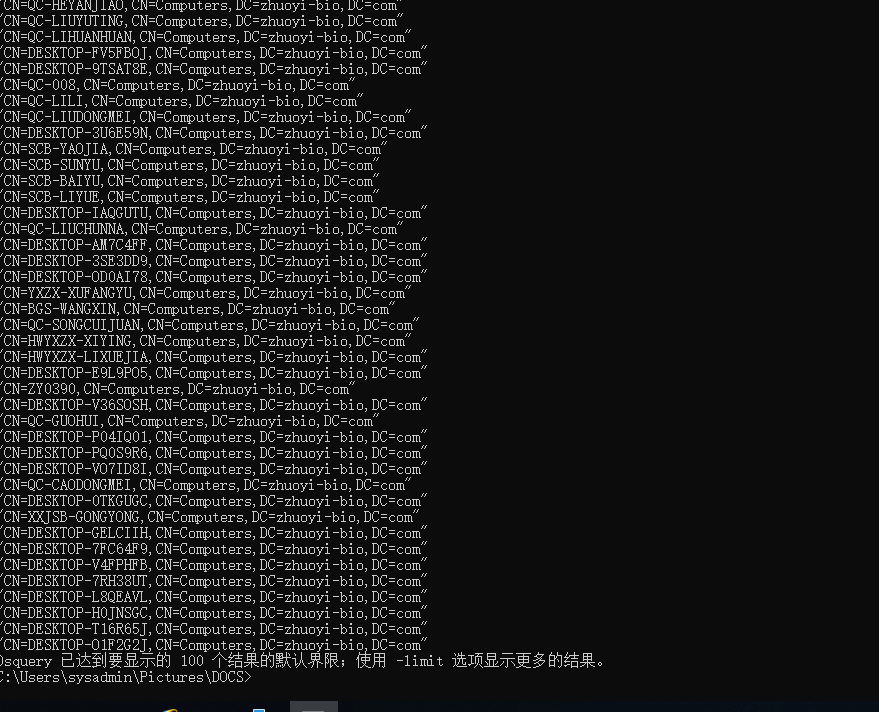 "CN=QC-HEYANJIAO,CN=Computers,DC=zhuoyi-bio,DC=com"
"CN=QC-LIUYUTING,CN=Computers,DC=zhuoyi-bio,DC=com"
"CN=QC-LIHUANHUAN,CN=Computers,DC=zhuoyi-bio,DC=com"
"CN=DESKTOP-FV5FBOJ,CN=Computers,DC=zhuoyi-bio,DC=com"
"CN=DESKTOP-9TSAT8E,CN=Computers,DC=zhuoyi-bio,DC=com"
"CN=QC-008,CN=Computers,DC=zhuoyi-bio,DC=com"
"CN=QC-LILI,CN=Computers,DC=zhuoyi-bio,DC=com"
"CN=QC-LIUDONGMEI,CN=Computers,DC=zhuoyi-bio,DC=com"
"CN=DESKTOP-3U6E59N,CN=Computers,DC=zhuoyi-bio,DC=com"
"CN=SCB-YAOJIA,CN=Computers,DC=zhuoyi-bio,DC=com"
"CN=SCB-SUNYU,CN=Computers,DC=zhuoyi-bio,DC=com"
"CN=SCB-BAIYU,CN=Computers,DC=zhuoyi-bio,DC=com"
"CN=SCB-LIYUE,CN=Computers,DC=zhuoyi-bio,DC=com"
"CN=DESKTOP-IAQGUTU,CN=Computers,DC=zhuoyi-bio,DC=com"
"CN=QC-LIUCHUNNA,CN=Computers,DC=zhuoyi-bio,DC=com"
"CN=DESKTOP-AM7C4FF,CN=Computers,DC=zhuoyi-bio,DC=com"
"CN=DESKTOP-3SE3DD9,CN=Computers,DC=zhuoyi-bio,DC=com"
"CN=DESKTOP-OD0AI78,CN=Computers,DC=zhuoyi-bio,DC=com"
"CN=YXZX-XUFANGYU,CN=Computers,DC=zhuoyi-bio,DC=com"
"CN=BGS-WANGXIN,CN=Computers,DC=zhuoyi-bio,DC=com"
"CN=QC-SONGCUIJUAN,CN=Computers,DC=zhuoyi-bio,DC=com"
"CN=HWYXZX-XIYING,CN=Computers,DC=zhuoyi-bio,DC=com"
"CN=HWYXZX-LIXUEJIA,CN=Computers,DC=zhuoyi-bio,DC=com"
"CN=DESKTOP-E9L9PO5,CN=Computers,DC=zhuoyi-bio,DC=com"
"CN=ZY0390,CN=Computers,DC=zhuoyi-bio,DC=com"
"CN=DESKTOP-V36SOSH,CN=Computers,DC=zhuoyi-bio,DC=com"
"CN=QC-GUOHUI,CN=Computers,DC=zhuoyi-bio,DC=com"
"CN=DESKTOP-P04IQ01,CN=Computers,DC=zhuoyi-bio,DC=com"
"CN=DESKTOP-PQ0S9R6,CN=Computers,DC=zhuoyi-bio,DC=com"
"CN=DESKTOP-VO7ID8I,CN=Computers,DC=zhuoyi-bio,DC=com"
"CN=QC-CAODONGMEI,CN=Computers,DC=zhuoyi-bio,DC=com"
"CN=DESKTOP-0TKGUGC,CN=Computers,DC=zhuoyi-bio,DC=com"
"CN=XXJSB-GONGYONG,CN=Computers,DC=zhuoyi-bio,DC=com"
"CN=DESKTOP-GELCIIH,CN=Computers,DC=zhuoyi-bio,DC=com"
"CN=DESKTOP-7FC64F9,CN=Computers,DC=zhuoyi-bio,DC=com"
"CN=DESKTOP-V4FPHFB,CN=Computers,DC=zhuoyi-bio,DC=com"
"CN=DESKTOP-7RH38UT,CN=Computers,DC=zhuoyi-bio,DC=com"
"CN=DESKTOP-L8QEAVL,CN=Computers,DC=zhuoyi-bio,DC=com"
"CN=DESKTOP-H0JNSGC,CN=Computers,DC=zhuoyi-bio,DC=com"
"CN=DESKTOP-T16R65J,CN=Computers,DC=zhuoyi-bio,DC=com"
"CN=DESKTOP-O1F2G2J,CN=Computers,DC=zhuoyi-bio,DC=com"
Dsquery 已达到要显示的 100 个结果的默认界限；使用 -limit 选项显示更多的结果。
C:\Users\sysadmin\Pictures\DOCS>